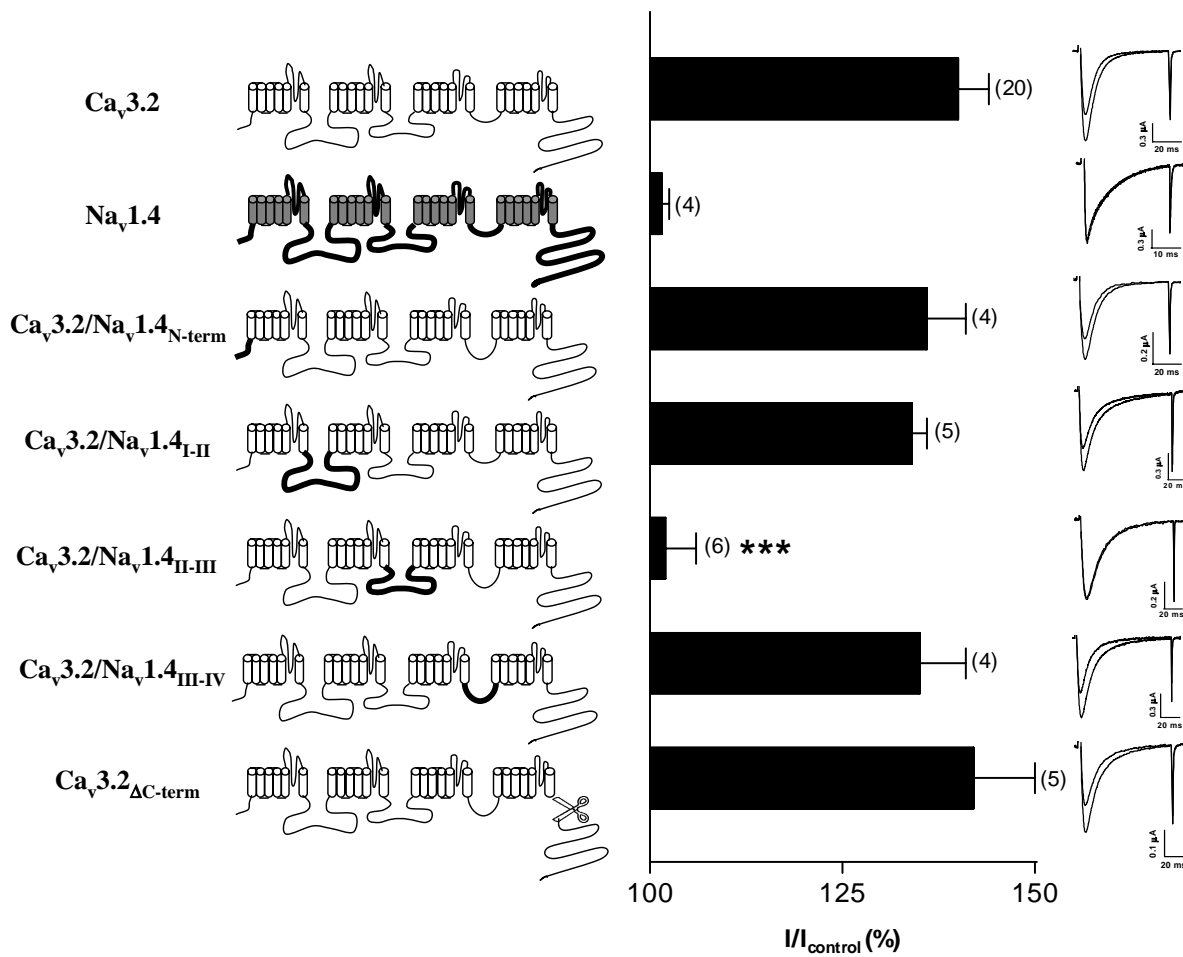 Cav3.2
(20)
0.3 µA
20 ms
Nav1.4
(4)
0.3 µA
10 ms
Cav3.2/Nav1.4N-term
(4)
0.2 µA
20 ms
Cav3.2/Nav1.4I-II
(5)
0.3 µA
20 ms
Cav3.2/Nav1.4II-III
(6) ***
0.2 µA
20 ms
Cav3.2/Nav1.4III-IV
(4)
0.3 µA
20 ms
Cav3.2ΔC-term
(5)
0.1 µA
20 ms
100 125 150
I/Icontrol (%)